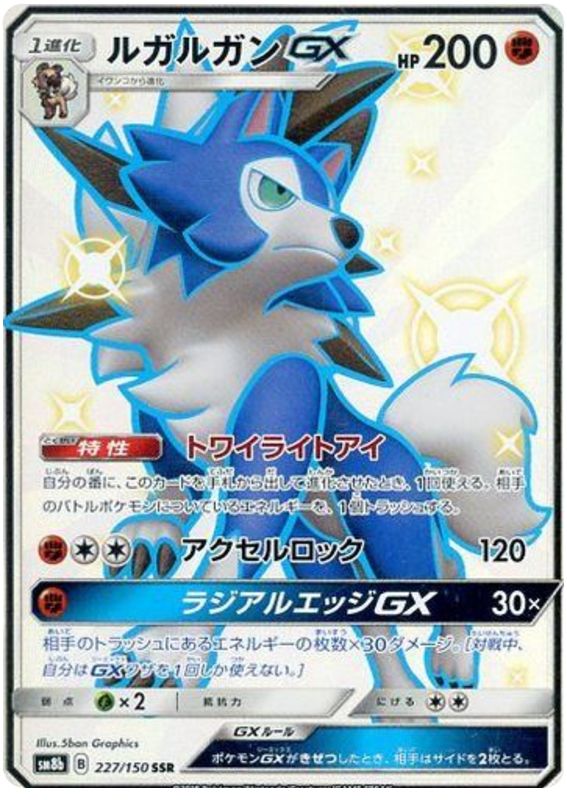 1進化 ルガルガンGX HP200
イワンコから進化
とくせい
特性 トワイライトアイ
自分の番に、このカードを手札から出して進化させたとき、1回使える。相手
のバトルポケモンについているエネルギーを、1個トラッシュする。
アクセルロック 120
ラジアルエッジGX 30×
相手のトラッシュにあるエネルギーの枚数×30ダメージ。[対戦中、
自分はGXワザを1回しか使えない。]
弱点 ×2 抵抗力 にげる
GXルール
Illus.5ban Graphics
ポケモンGXがきぜつしたとき、相手はサイドを2枚とる。
sm8b B 227/150 SSR